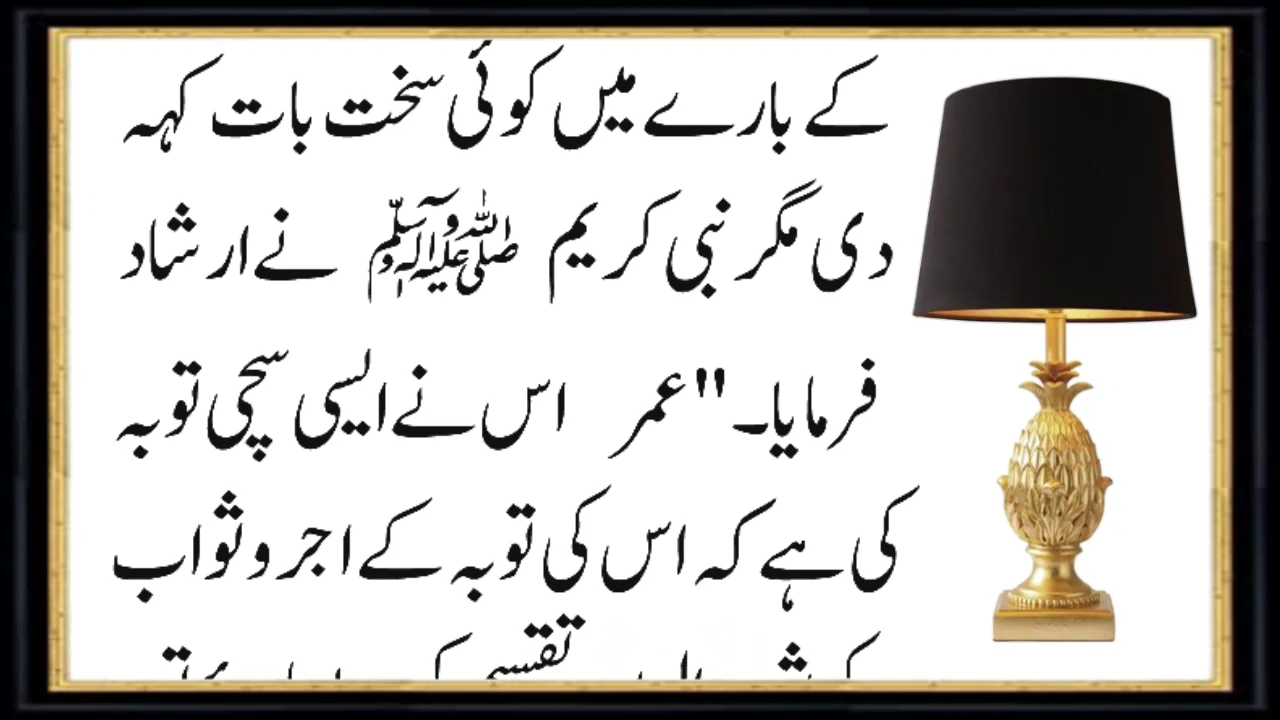 کے بارے میں کوئی سخت بات کہہ
دی مگر نبی کریم ﷺ نے ارشاد
فرمایا۔"عمر اس نے ایسی سچی توبہ
کی ہے کہ اس کی توبہ کے اجر و ثواب
تقسیم